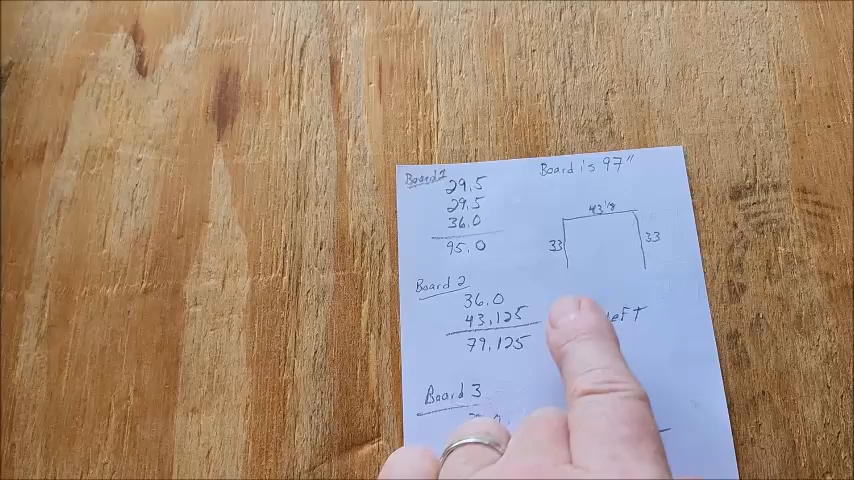 Board 1
29.5
29.5
36.0
95.0
Board is 97"
43 1/8
33
33
Board 2
36.0
43.125
79.125
Board 3